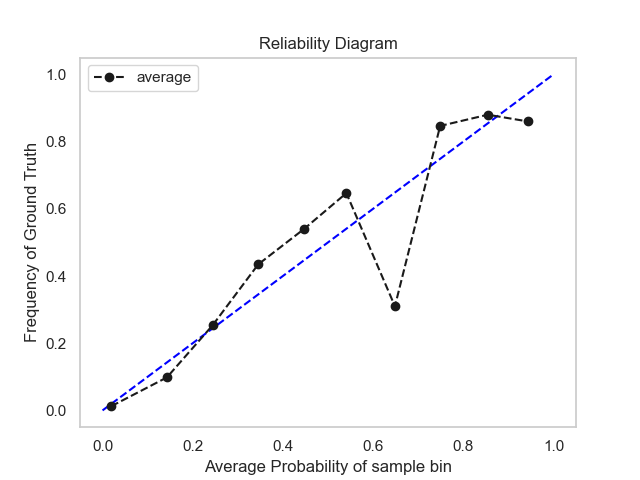 Reliability Diagram
average
Frequency of Ground Truth
1.0
0.8
0.6
0.4
0.2
0.0
0.0 0.2 0.4 0.6 0.8 1.0
Average Probability of sample bin